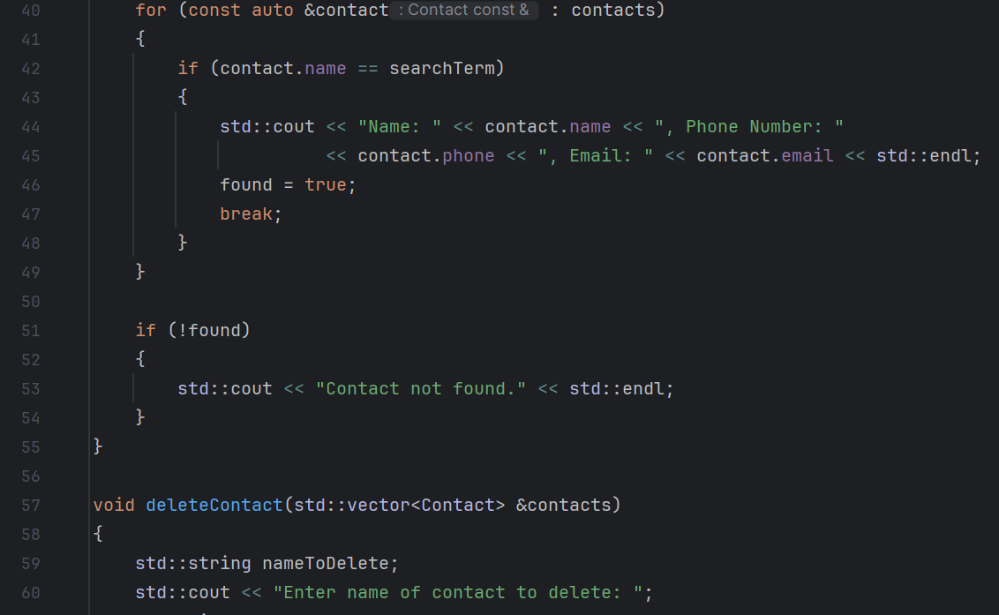 40 for (const auto &contact : Contact const & : contacts)
41 {
42 if (contact.name == searchTerm)
43 {
44 std::cout << "Name: " << contact.name << ", Phone Number: "
45 << contact.phone << ", Email: " << contact.email << std::endl;
46 found = true;
47 break;
48 }
49 }
50
51 if (!found)
52 {
53 std::cout << "Contact not found." << std::endl;
54 }
55 }
56
57 void deleteContact(std::vector<Contact> &contacts)
58 {
59 std::string nameToDelete;
60 std::cout << "Enter name of contact to delete: ";